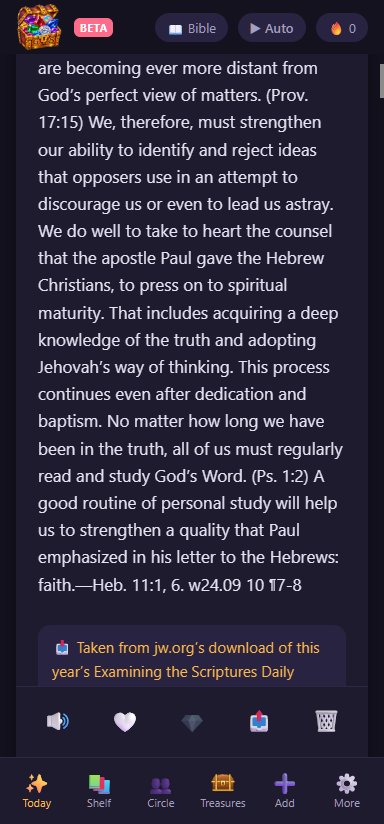 BETA
Bible
Auto
0
are becoming ever more distant from
God’s perfect view of matters. (Prov.
17:15) We, therefore, must strengthen
our ability to identify and reject ideas
that opposers use in an attempt to
discourage us or even to lead us astray.
We do well to take to heart the counsel
that the apostle Paul gave the Hebrew
Christians, to press on to spiritual
maturity. That includes acquiring a deep
knowledge of the truth and adopting
Jehovah’s way of thinking. This process
continues even after dedication and
baptism. No matter how long we have
been in the truth, all of us must regularly
read and study God’s Word. (Ps. 1:2) A
good routine of personal study will help
us to strengthen a quality that Paul
emphasized in his letter to the Hebrews:
faith.—Heb. 11:1, 6. w24.09 10 ¶7-8
Taken from jw.org’s download of this
year’s Examining the Scriptures Daily
Today
Shelf
Circle
Treasures
Add
More